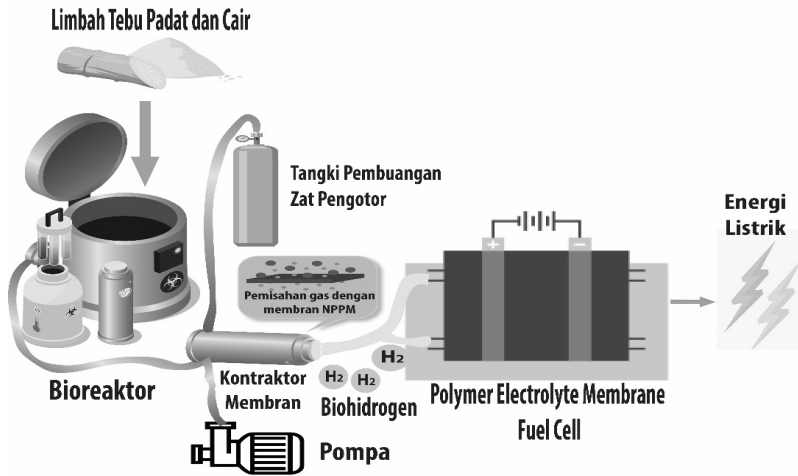 Limbah Tebu Padat dan Cair
Tangki Pembuangan
Zat Pengotor
Energi
Listrik
+
−
Pemisahan gas dengan
membran NPPM
Kontraktor
Membran
H2
H2
H2
Biohidrogen
Bioreaktor
Polymer Electrolyte Membrane
Fuel Cell
Pompa